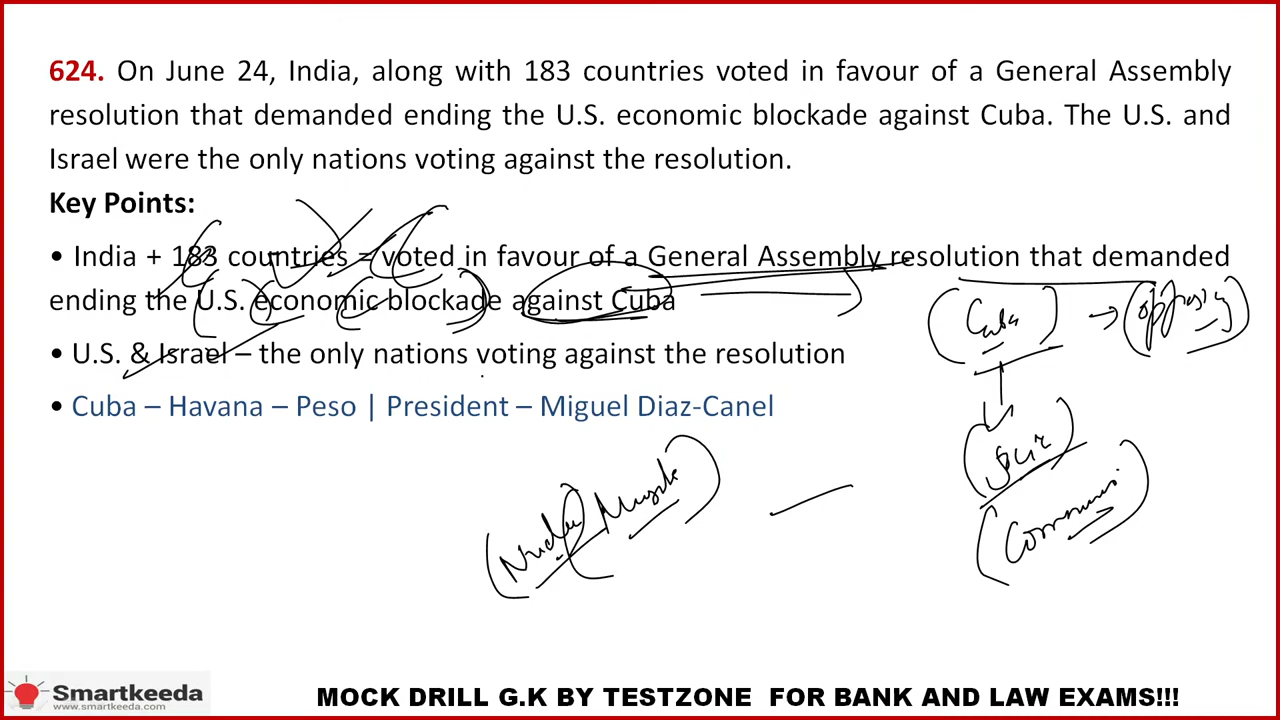 624. On June 24, India, along with 183 countries voted in favour of a General Assembly
resolution that demanded ending the U.S. economic blockade against Cuba. The U.S. and
Israel were the only nations voting against the resolution.
Key Points:
• India + 183 countries = voted in favour of a General Assembly resolution that demanded
ending the U.S. economic blockade against Cuba
• U.S. & Israel – the only nations voting against the resolution
• Cuba – Havana – Peso | President – Miguel Diaz-Canel
Cuba
Smartkeeda
www.smartkeeda.com
MOCK DRILL G.K BY TESTZONE FOR BANK AND LAW EXAMS!!!